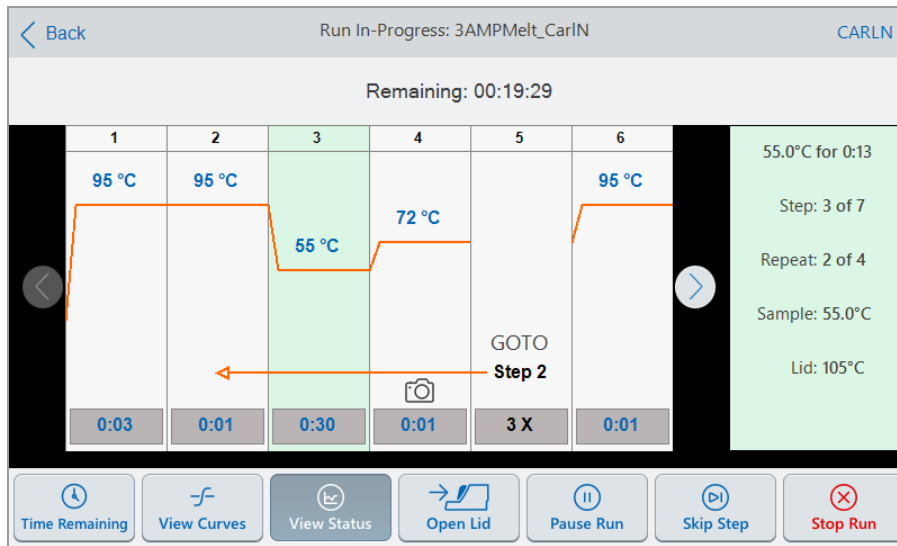 Back
Run In-Progress: 3AMPMelt_CarlN
CARLN
Remaining: 00:19:29
1 2 3 4 5 6
95 °C 95 °C 55 °C 72 °C 95 °C
GOTO
Step 2
0:03 0:01 0:30 0:01 3 X 0:01
55.0°C for 0:13
Step: 3 of 7
Repeat: 2 of 4
Sample: 55.0°C
Lid: 105°C
Time Remaining View Curves View Status Open Lid Pause Run Skip Step Stop Run